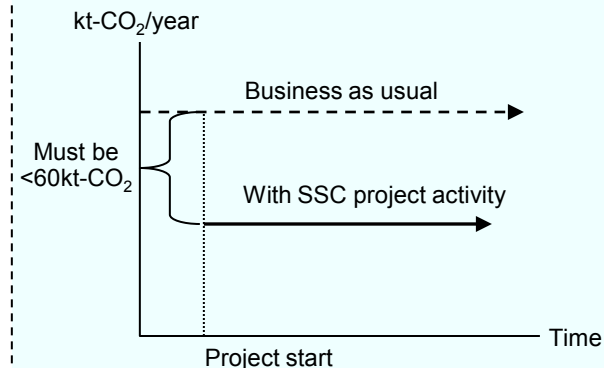 kt-CO₂/year
Business as usual
Must be
<60kt-CO₂
With SSC project activity
Time
Project start